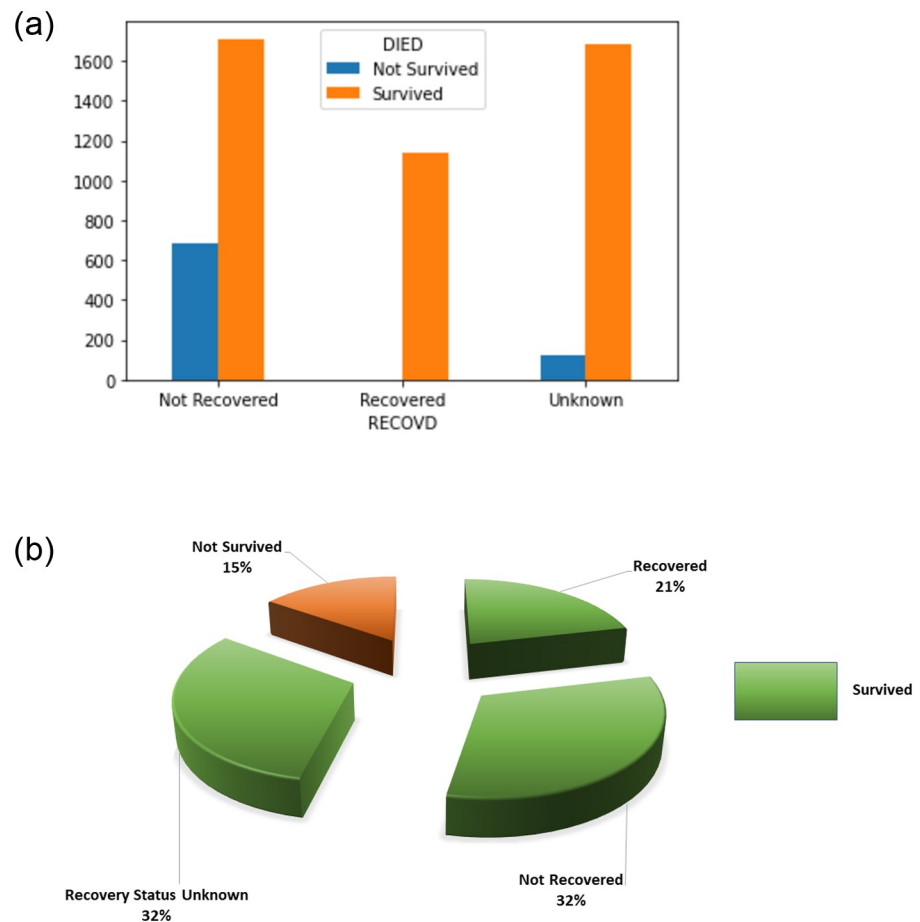 (a)
DIED
Not Survived
Survived
1600
1400
1200
1000
800
600
400
200
0
Not Recovered
Recovered
Unknown
RECOVD
(b)
Not Survived
15%
Recovered
21%
Survived
Recovery Status Unknown
32%
Not Recovered
32%